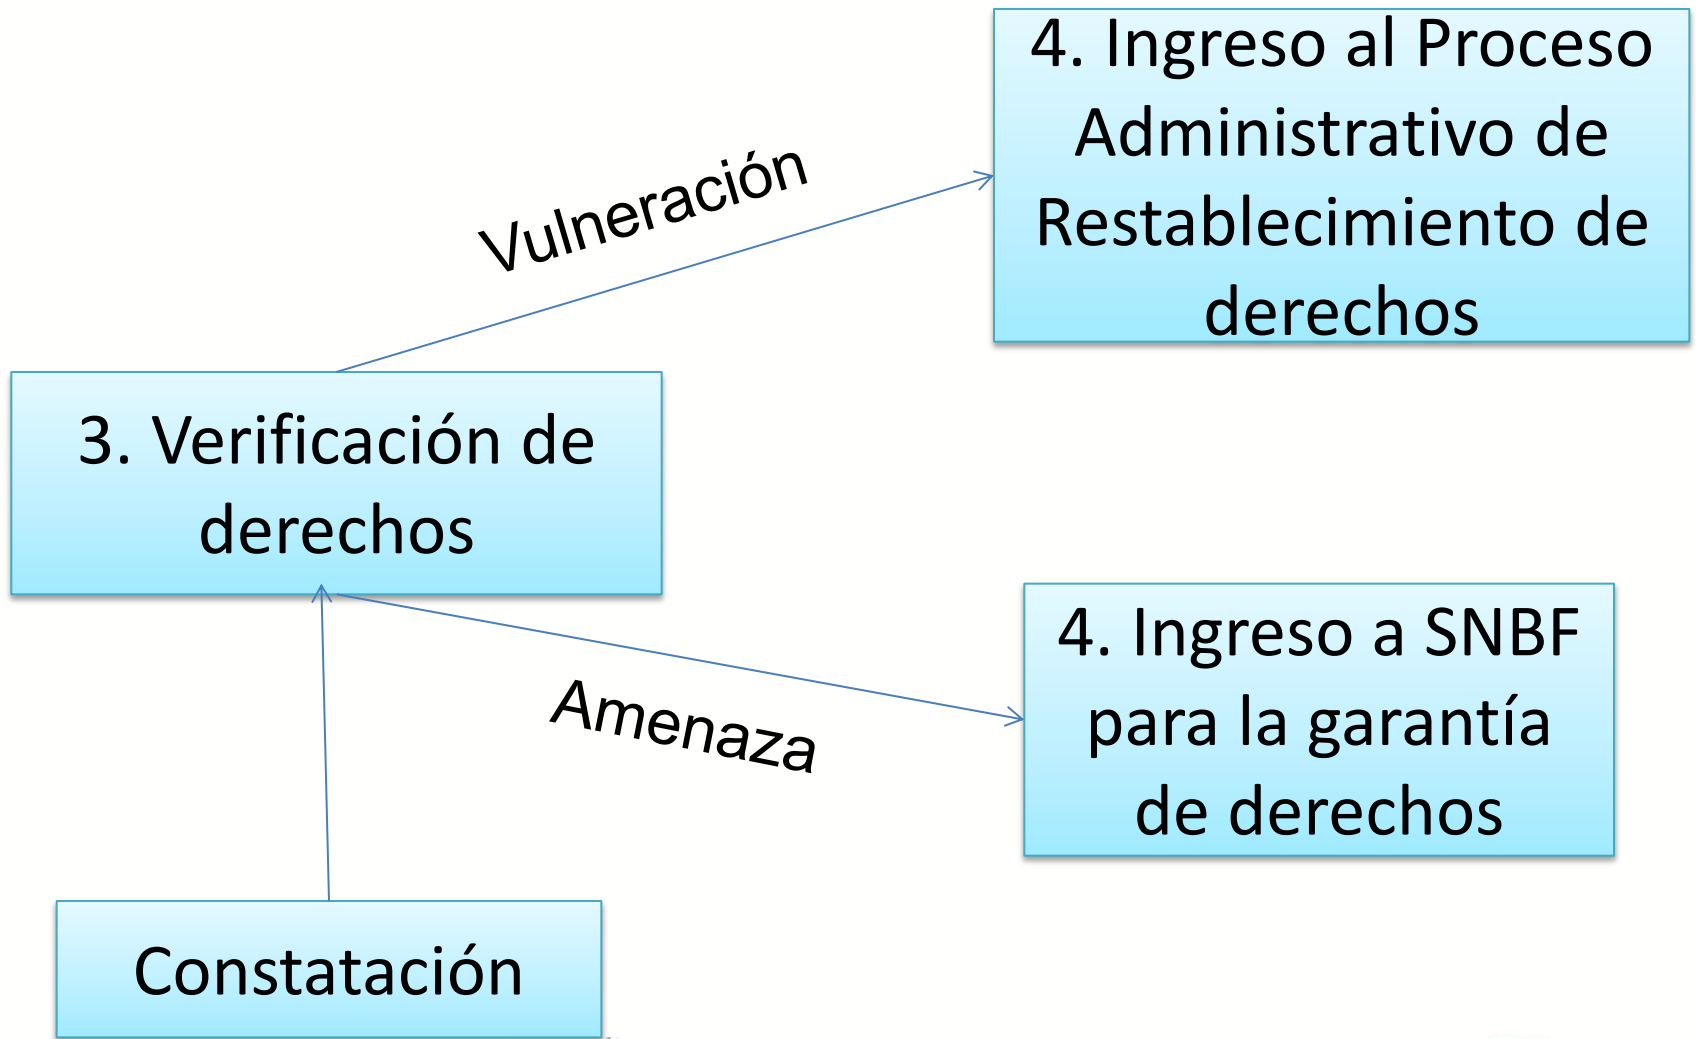 4. Ingreso al Proceso
Administrativo de
Restablecimiento de
derechos
Vulneración
3. Verificación de
derechos
Amenaza
4. Ingreso a SNBF
para la garantía
de derechos
Constatación